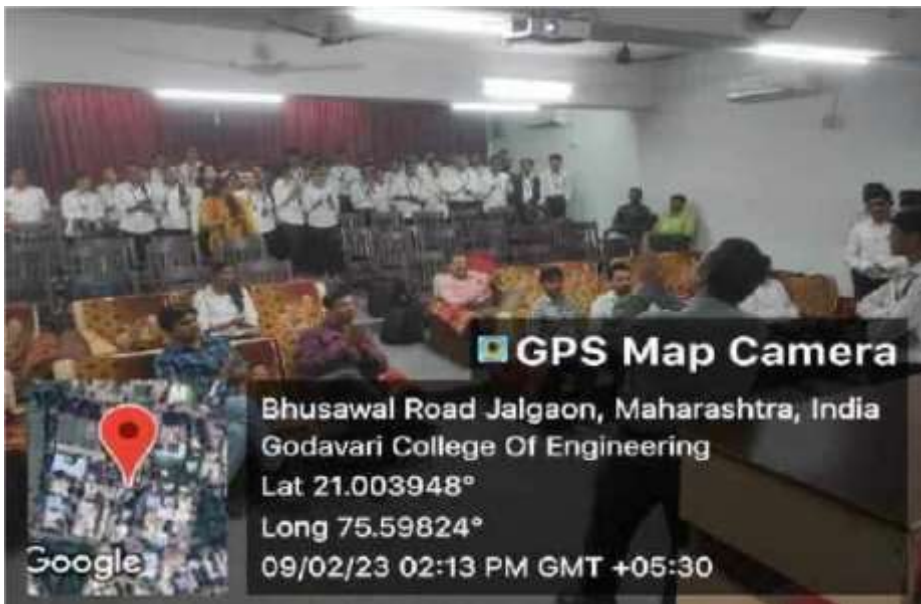 GPS Map Camera
Bhusawal Road Jalgaon, Maharashtra, India
Godavari College Of Engineering
Lat 21.003948°
Long 75.59824°
09/02/23 02:13 PM GMT +05:30
Google